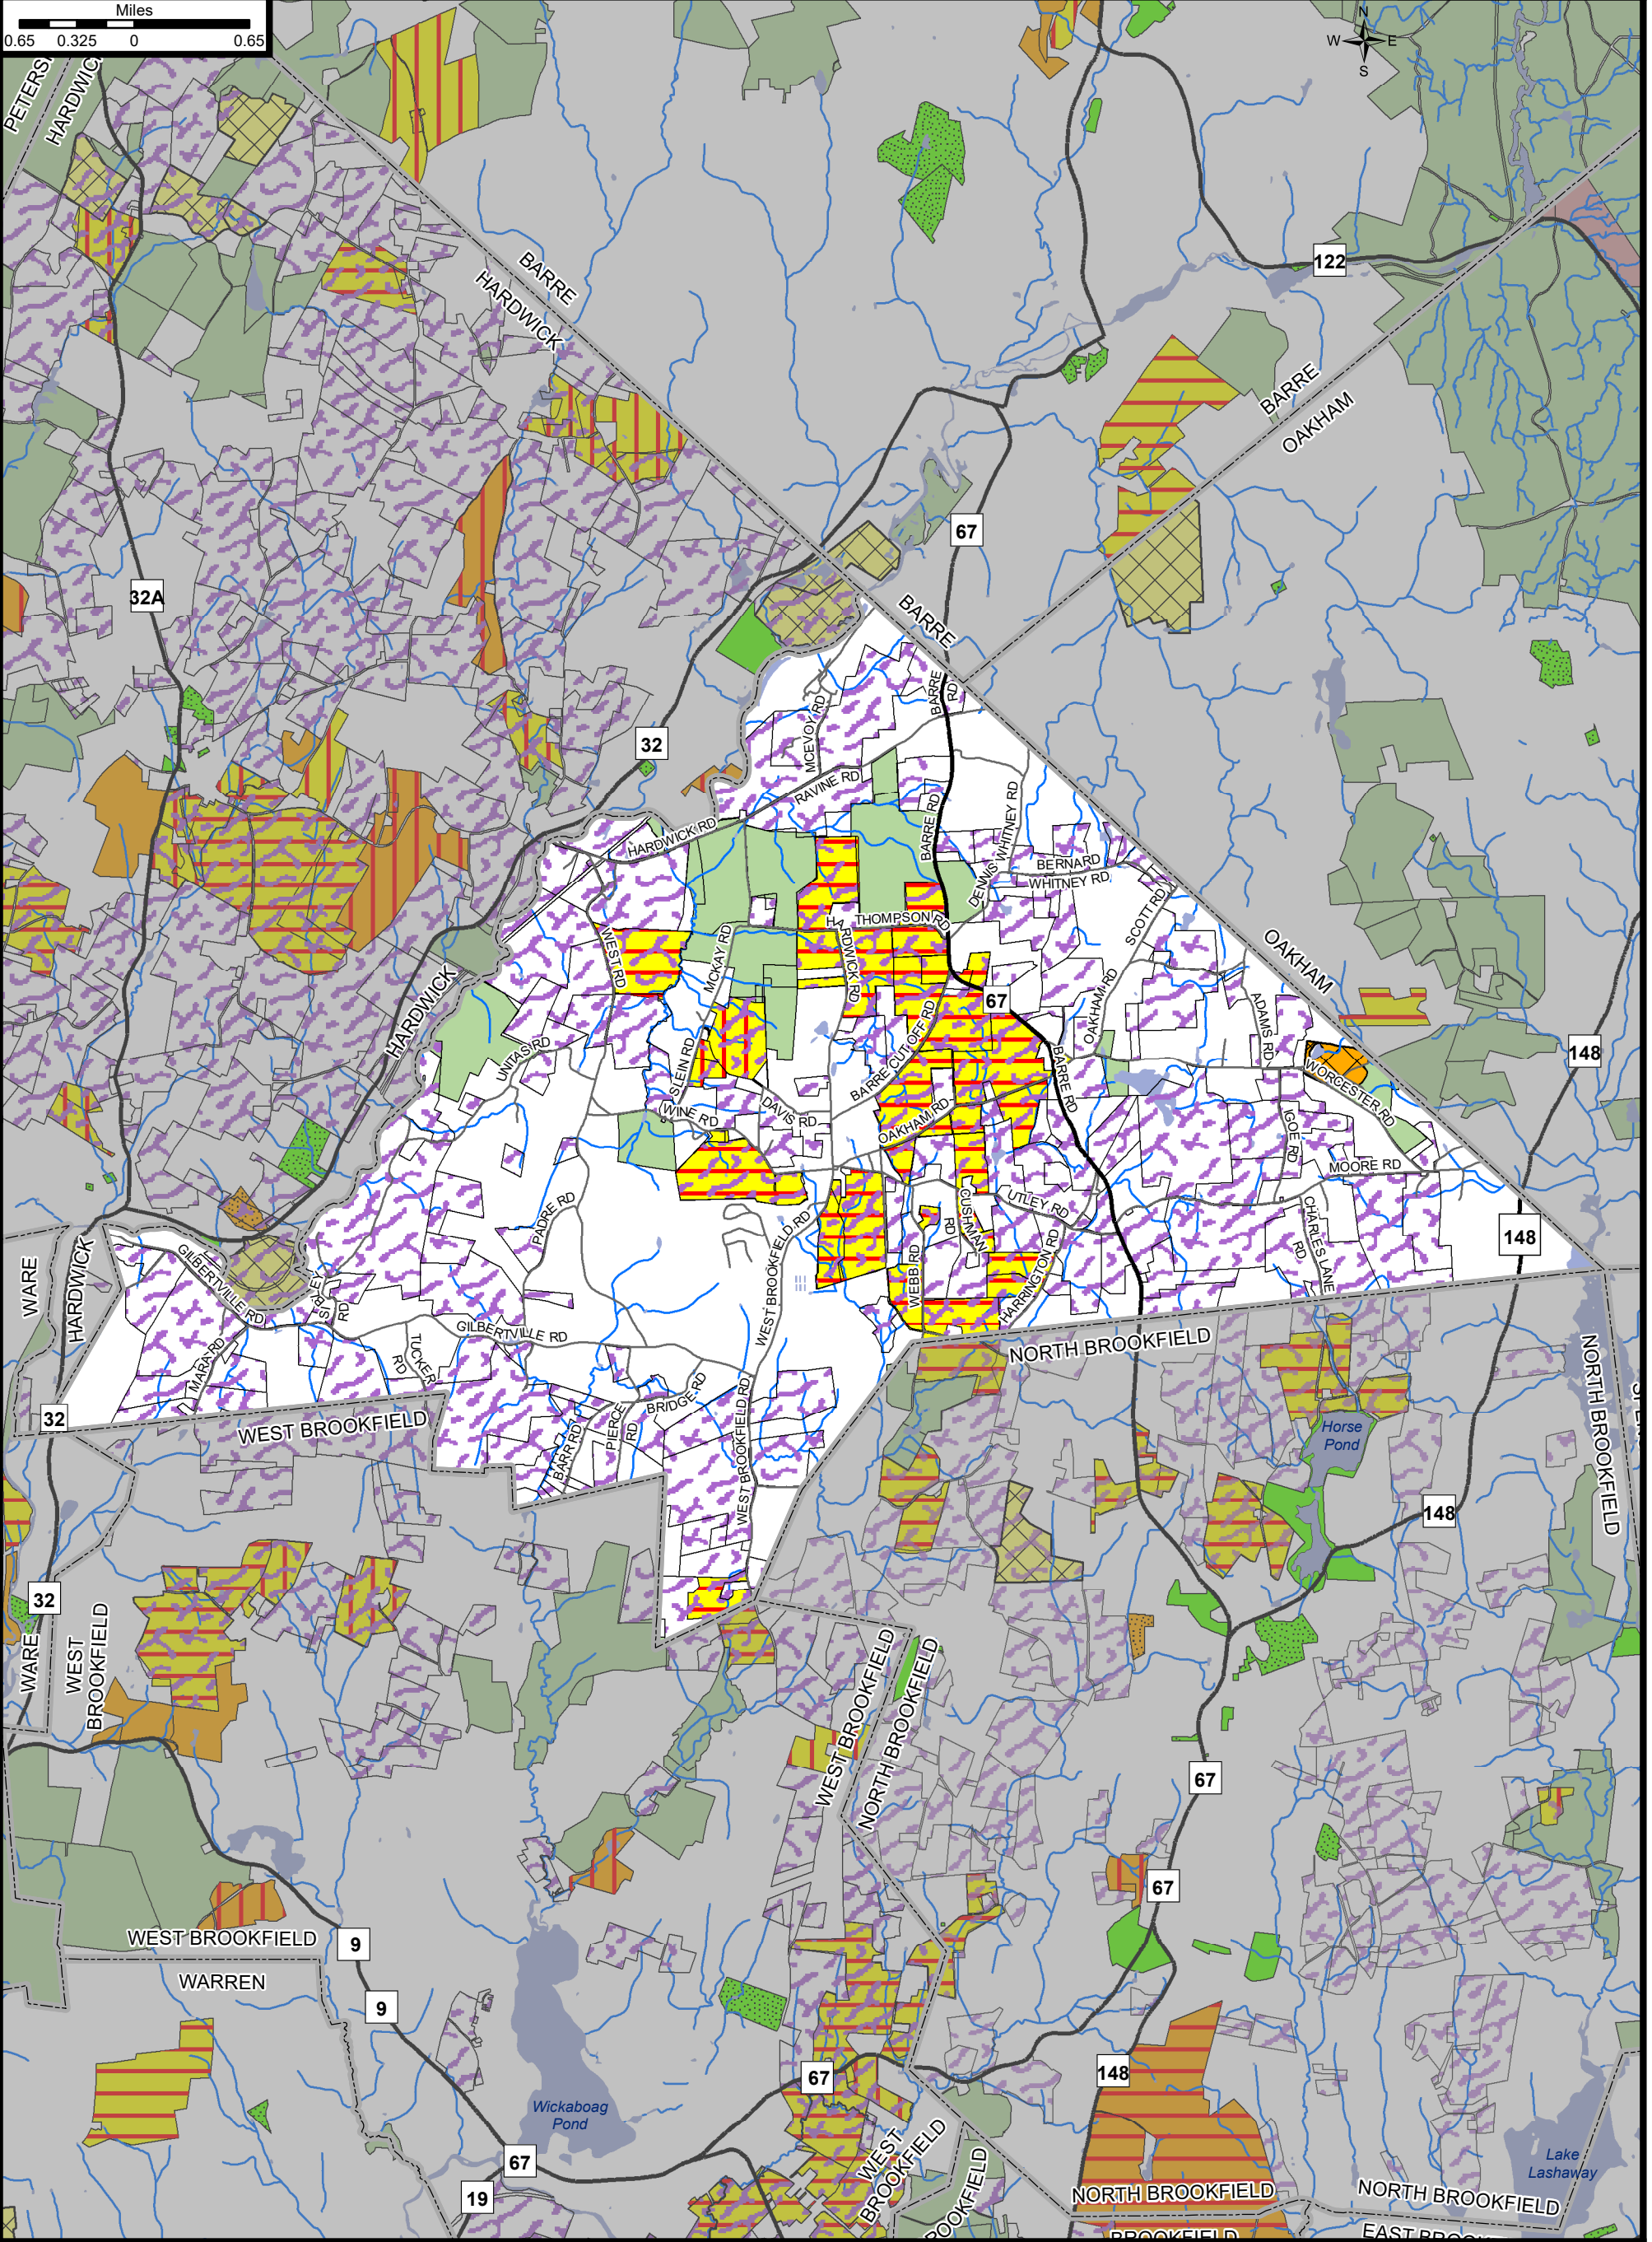 Miles
0.65 0.325 0 0.65
N
W E
S
HARDWICK
122
BARRE
HARDWICK
BARRE
OAKHAM
67
32A
BARRE
BARRE RD
MCEVOY RD
32
RAVINE RD
BARRE RD
WHITNEY RD
HARDWICK RD
BERNARD
WHITNEY RD
DENNIS
THOMPSON RD
SCOTT RD
HARDWICK RD
WEST RD
MCKAY RD
OAKHAM
HARDWICK
67
OAKHAM RD
ADAMS RD
148
BARRE CUT OFF RD
UNITAS RD
SLEIN RD
BARRE RD
WORCESTER RD
WINE RD
DAVIS RD
OAKHAM RD
IGOE RD
MOORE RD
PADRE RD
UTLEY RD
CUSHMAN
RD
CHARLES LANE
RD
148
WEST BROOKFIELD RD
WEBB RD
HARRINGTON RD
WARE
HARDWICK
GILBERTVILLE RD
SIBLEY
RD
GILBERTVILLE RD
TUCKER
RD
MARA RD
NORTH BROOKFIELD
NORTH BROOKFIELD
BRIDGE RD
PIERCE
RD
BARR RD
WEST BROOKFIELD RD
32
WEST BROOKFIELD
Horse
Pond
148
32
WARE
WEST
BROOKFIELD
WEST BROOKFIELD
NORTH BROOKFIELD
67
67
WEST BROOKFIELD
9
WARREN
9
67
148
Wickaboag
Pond
WEST
BROOKFIELD
67
19
Lake
Lashaway
NORTH BROOKFIELD
NORTH BROOKFIELD